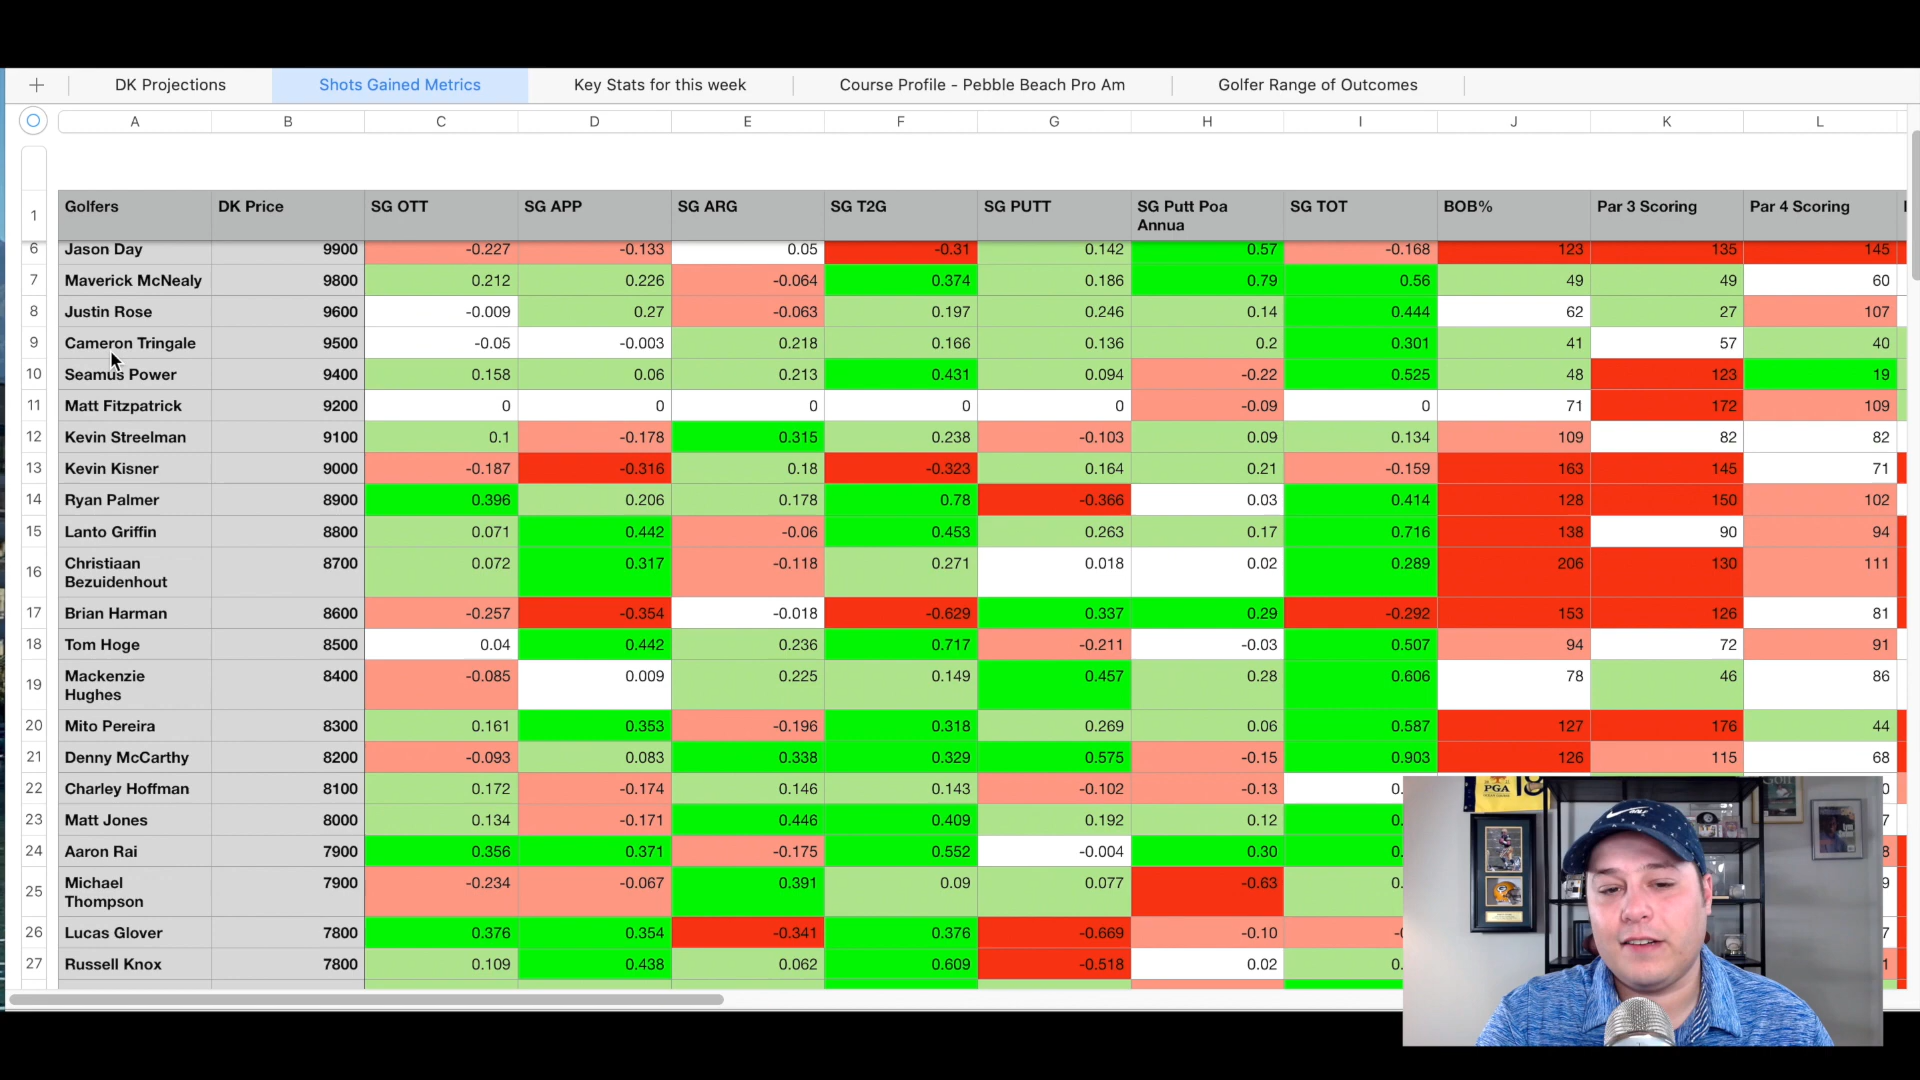 DK Projections Shots Gained Metrics Key Stats for this week Course Profile - Pebble Beach Pro Am Golfer Range of Outcomes
A B C D E F G H I J K L
1 Golfers DK Price SG OTT SG APP SG ARG SG T2G SG PUTT SG Putt Poa Annua SG TOT BOB% Par 3 Scoring Par 4 Scoring
6 Jason Day 9900 -0.227 -0.133 0.05 -0.31 0.142 0.57 -0.168 123 135 145
7 Maverick McNealy 9800 0.212 0.226 -0.064 0.374 0.186 0.79 0.56 49 49 60
8 Justin Rose 9600 -0.009 0.27 -0.063 0.197 0.246 0.14 0.444 62 27 107
9 Cameron Tringale 9500 -0.05 -0.003 0.218 0.166 0.136 0.2 0.301 41 57 40
10 Seamus Power 9400 0.158 0.06 0.213 0.431 0.094 -0.22 0.525 48 123 19
11 Matt Fitzpatrick 9200 0 0 0 0 0 -0.09 0 71 172 109
12 Kevin Streelman 9100 0.1 -0.178 0.315 0.238 -0.103 0.09 0.134 109 82 82
13 Kevin Kisner 9000 -0.187 -0.316 0.18 -0.323 0.164 0.21 -0.159 163 145 71
14 Ryan Palmer 8900 0.396 0.206 0.178 0.78 -0.366 0.03 0.414 128 150 102
15 Lanto Griffin 8800 0.071 0.442 -0.06 0.453 0.263 0.17 0.716 138 90 94
16 Christiaan Bezuidenhout 8700 0.072 0.317 -0.118 0.271 0.018 0.02 0.289 206 130 111
17 Brian Harman 8600 -0.257 -0.354 -0.018 -0.629 0.337 0.29 -0.292 153 126 81
18 Tom Hoge 8500 0.04 0.442 0.236 0.717 -0.211 -0.03 0.507 94 72 91
19 Mackenzie Hughes 8400 -0.085 0.009 0.225 0.149 0.457 0.28 0.606 78 46 86
20 Mito Pereira 8300 0.161 0.353 -0.196 0.318 0.269 0.06 0.587 127 176 44
21 Denny McCarthy 8200 -0.093 0.083 0.338 0.329 0.575 -0.15 0.903 126 115 68
22 Charley Hoffman 8100 0.172 -0.174 0.146 0.143 -0.102 -0.13 0.
23 Matt Jones 8000 0.134 -0.171 0.446 0.409 0.192 0.12 0.
24 Aaron Rai 7900 0.356 0.371 -0.175 0.552 -0.004 0.30 0.
25 Michael Thompson 7900 -0.234 -0.067 0.391 0.09 0.077 -0.63 0.
26 Lucas Glover 7800 0.376 0.354 -0.341 0.376 -0.669 -0.10
27 Russell Knox 7800 0.109 0.438 0.062 0.609 -0.518 0.02 0.
PGA